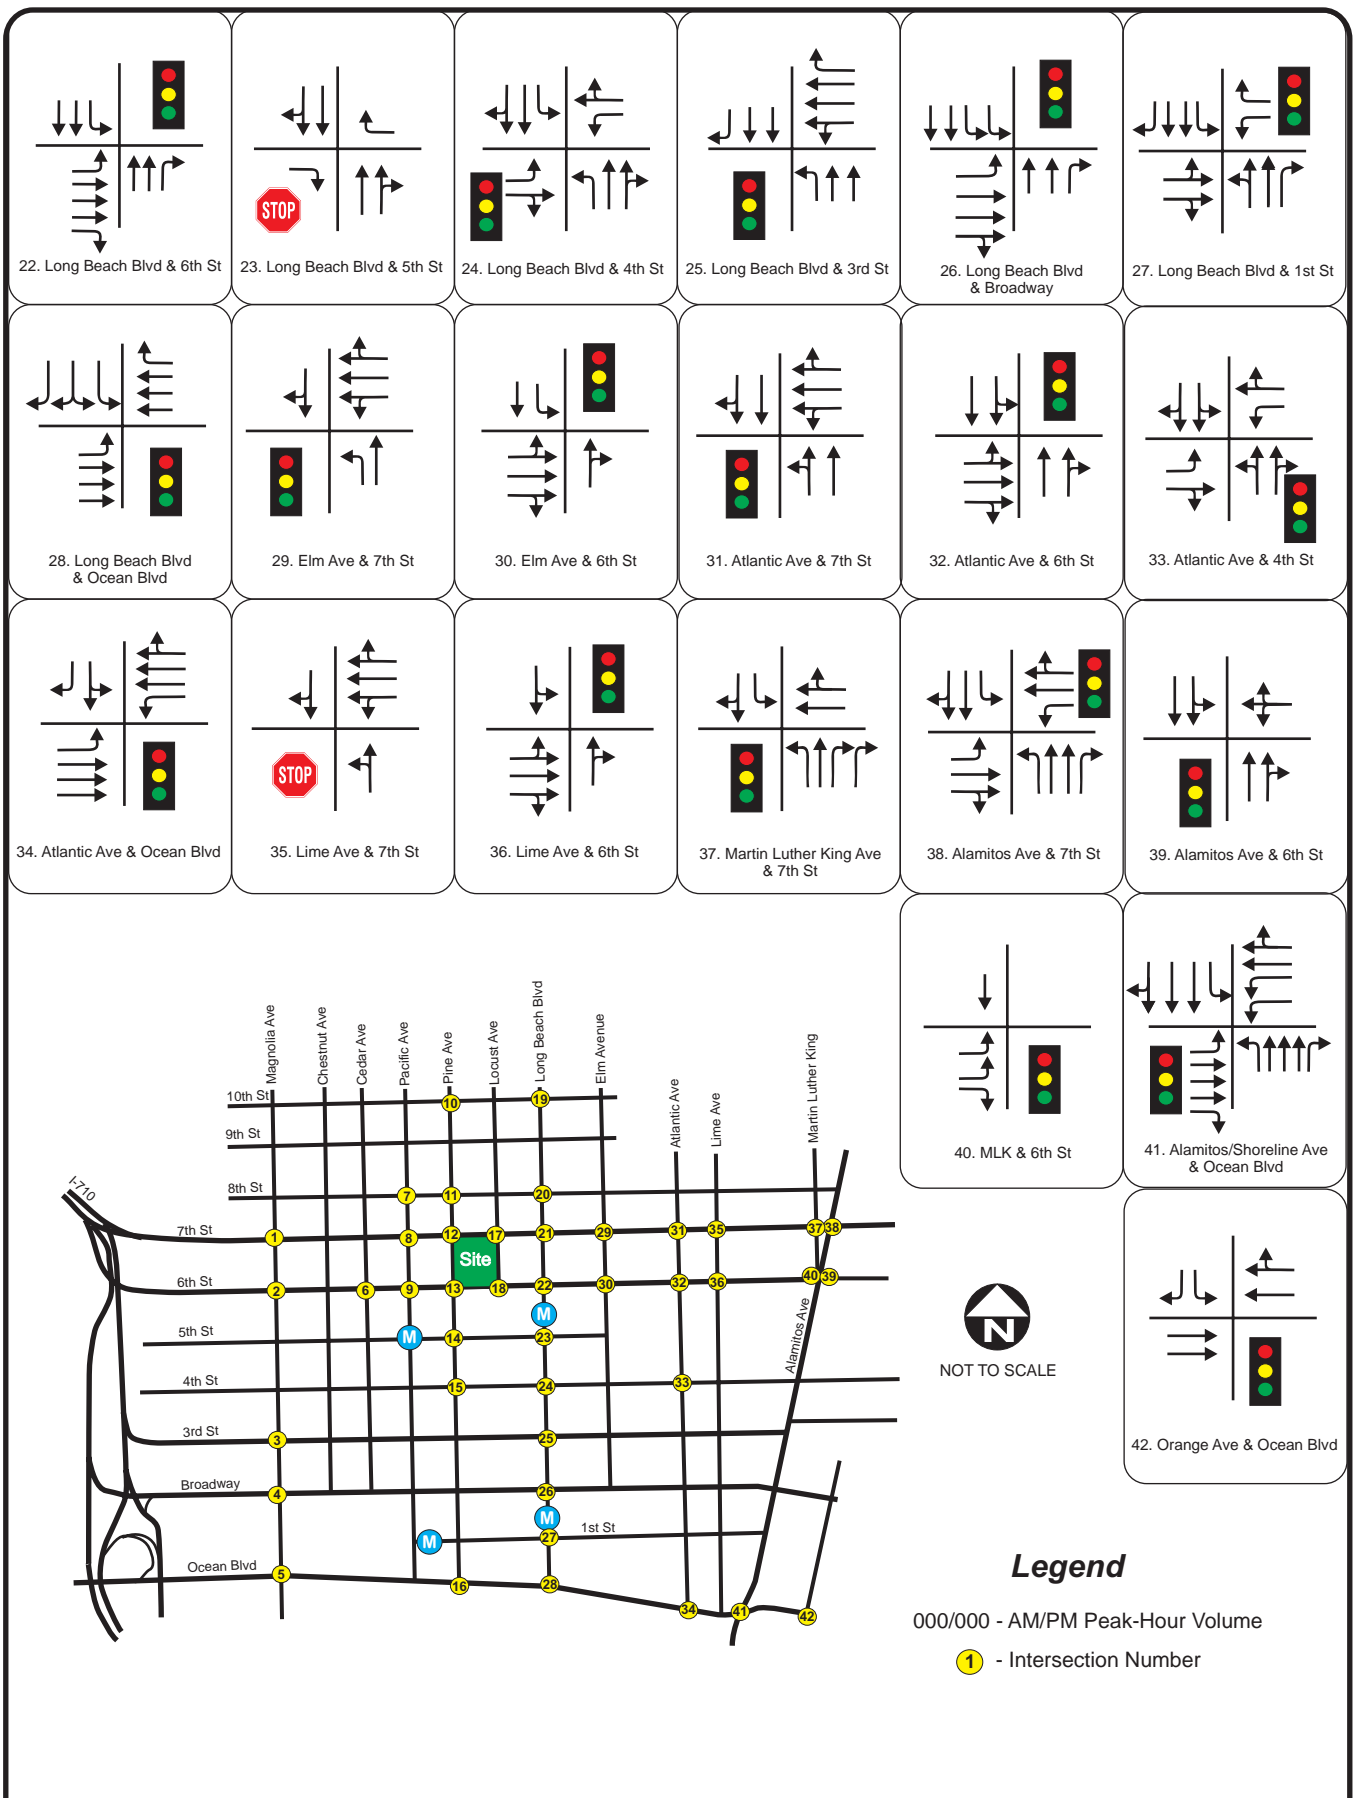 22. Long Beach Blvd & 6th St
STOP
23. Long Beach Blvd & 5th St
24. Long Beach Blvd & 4th St
25. Long Beach Blvd & 3rd St
26. Long Beach Blvd
& Broadway
27. Long Beach Blvd & 1st St
28. Long Beach Blvd
& Ocean Blvd
29. Elm Ave & 7th St
30. Elm Ave & 6th St
31. Atlantic Ave & 7th St
32. Atlantic Ave & 6th St
33. Atlantic Ave & 4th St
34. Atlantic Ave & Ocean Blvd
STOP
35. Lime Ave & 7th St
36. Lime Ave & 6th St
37. Martin Luther King Ave
& 7th St
38. Alamitos Ave & 7th St
39. Alamitos Ave & 6th St
40. MLK & 6th St
41. Alamitos/Shoreline Ave
& Ocean Blvd
42. Orange Ave & Ocean Blvd
Magnolia Ave
Chestnut Ave
Cedar Ave
Pacific Ave
Pine Ave
Locust Ave
Long Beach Blvd
Elm Avenue
Atlantic Ave
Lime Ave
Martin Luther King
10th St
10
19
9th St
8th St
7
11
20
I-710
7th St
1
8
12
17
21
29
31
35
37
38
Site
6th St
2
6
9
13
18
22
30
32
36
40
39
M
5th St
M
14
23
Alamitos Ave
4th St
15
24
33
3rd St
3
25
Broadway
4
26
M
M
27
1st St
Ocean Blvd
5
16
28
34
41
42
N
NOT TO SCALE
Legend
000/000 - AM/PM Peak-Hour Volume
1 - Intersection Number